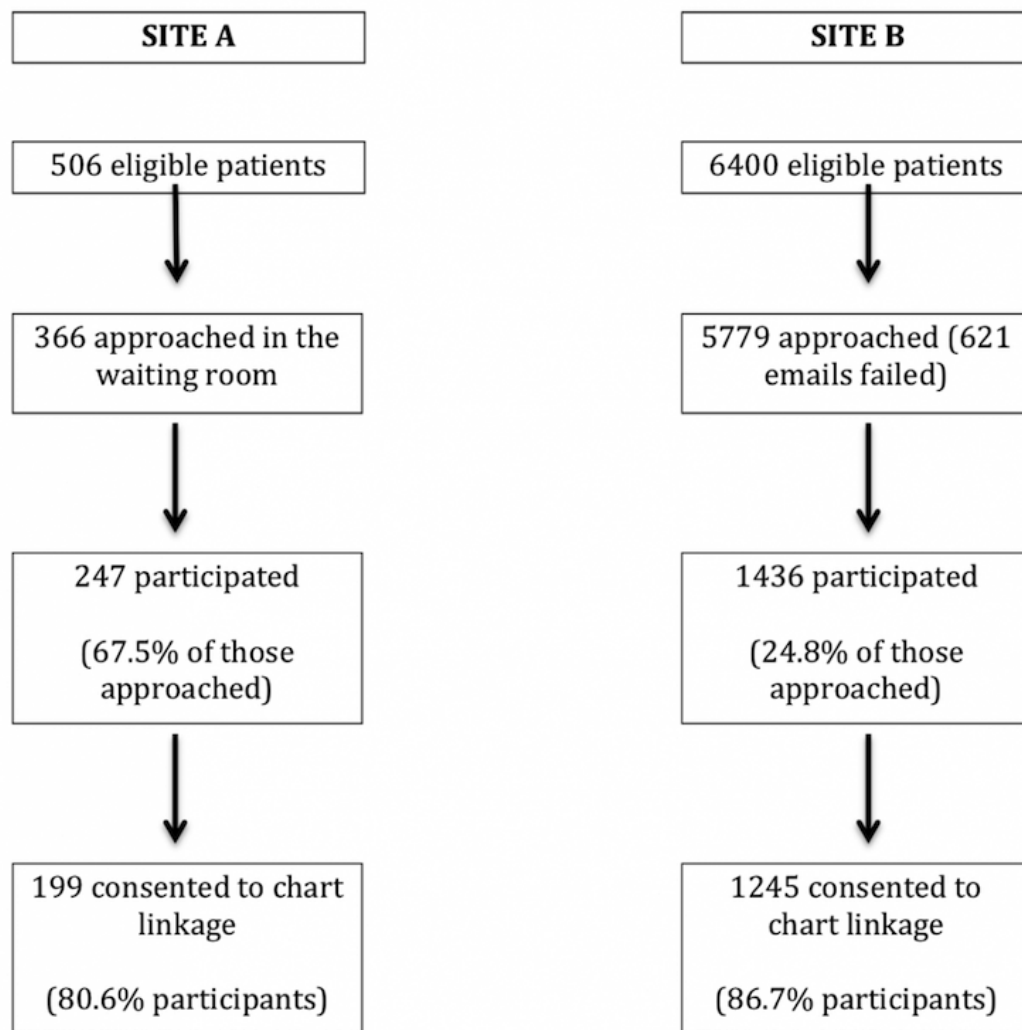 SITE A
506 eligible patients
366 approached in the
waiting room
247 participated
(67.5% of those
approached)
199 consented to chart
linkage
(80.6% participants)
SITE B
6400 eligible patients
5779 approached (621
emails failed)
1436 participated
(24.8% of those
approached)
1245 consented to
chart linkage
(86.7% participants)